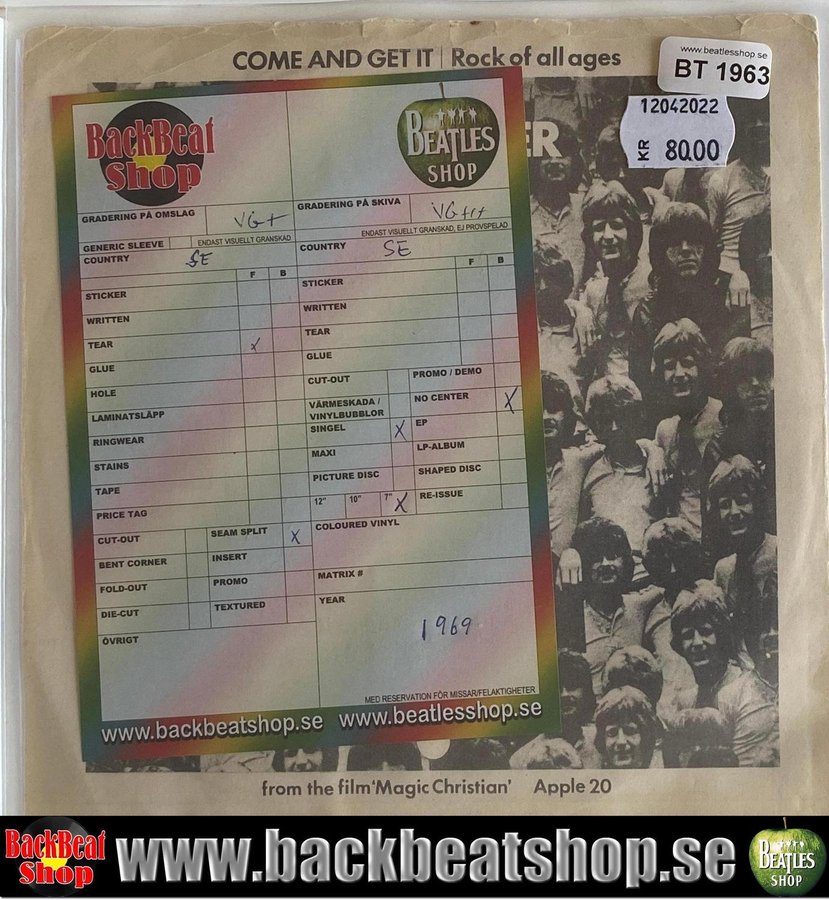 COME AND GET IT | Rock of all ages
www.beatlesshop.se
BT 1963
12042022
KR 80.00
ER
BackBeat
Shop
BEATLES
SHOP
GRADERING PÅ OMSLAG VG+
GRADERING PÅ SKIVA VG++
GENERIC SLEEVE
ENDAST VISUELLT GRANSKAD
ENDAST VISUELLT GRANSKAD, EJ PROVSPELAD
COUNTRY SE
COUNTRY SE
F B
F B
STICKER
STICKER
WRITTEN
WRITTEN
TEAR X
TEAR
GLUE
GLUE
HOLE
CUT-OUT
PROMO / DEMO
LAMINATSLÄPP
VÄRMESKADA /
VINYLBUBBLOR
NO CENTER X
RINGWEAR
SINGEL X
EP
STAINS
MAXI
LP-ALBUM
TAPE
PICTURE DISC
SHAPED DISC
PRICE TAG
12" 10" 7" X
RE-ISSUE
CUT-OUT
SEAM SPLIT X
COLOURED VINYL
BENT CORNER
INSERT
FOLD-OUT
PROMO
MATRIX #
DIE-CUT
TEXTURED
YEAR
1969
ÖVRIGT
MED RESERVATION FÖR MISSAR/FELAKTIGHETER
www.backbeatshop.se www.beatlesshop.se
from the film 'Magic Christian' Apple 20
BackBeat
Shop
www.backbeatshop.se
BEATLES
SHOP